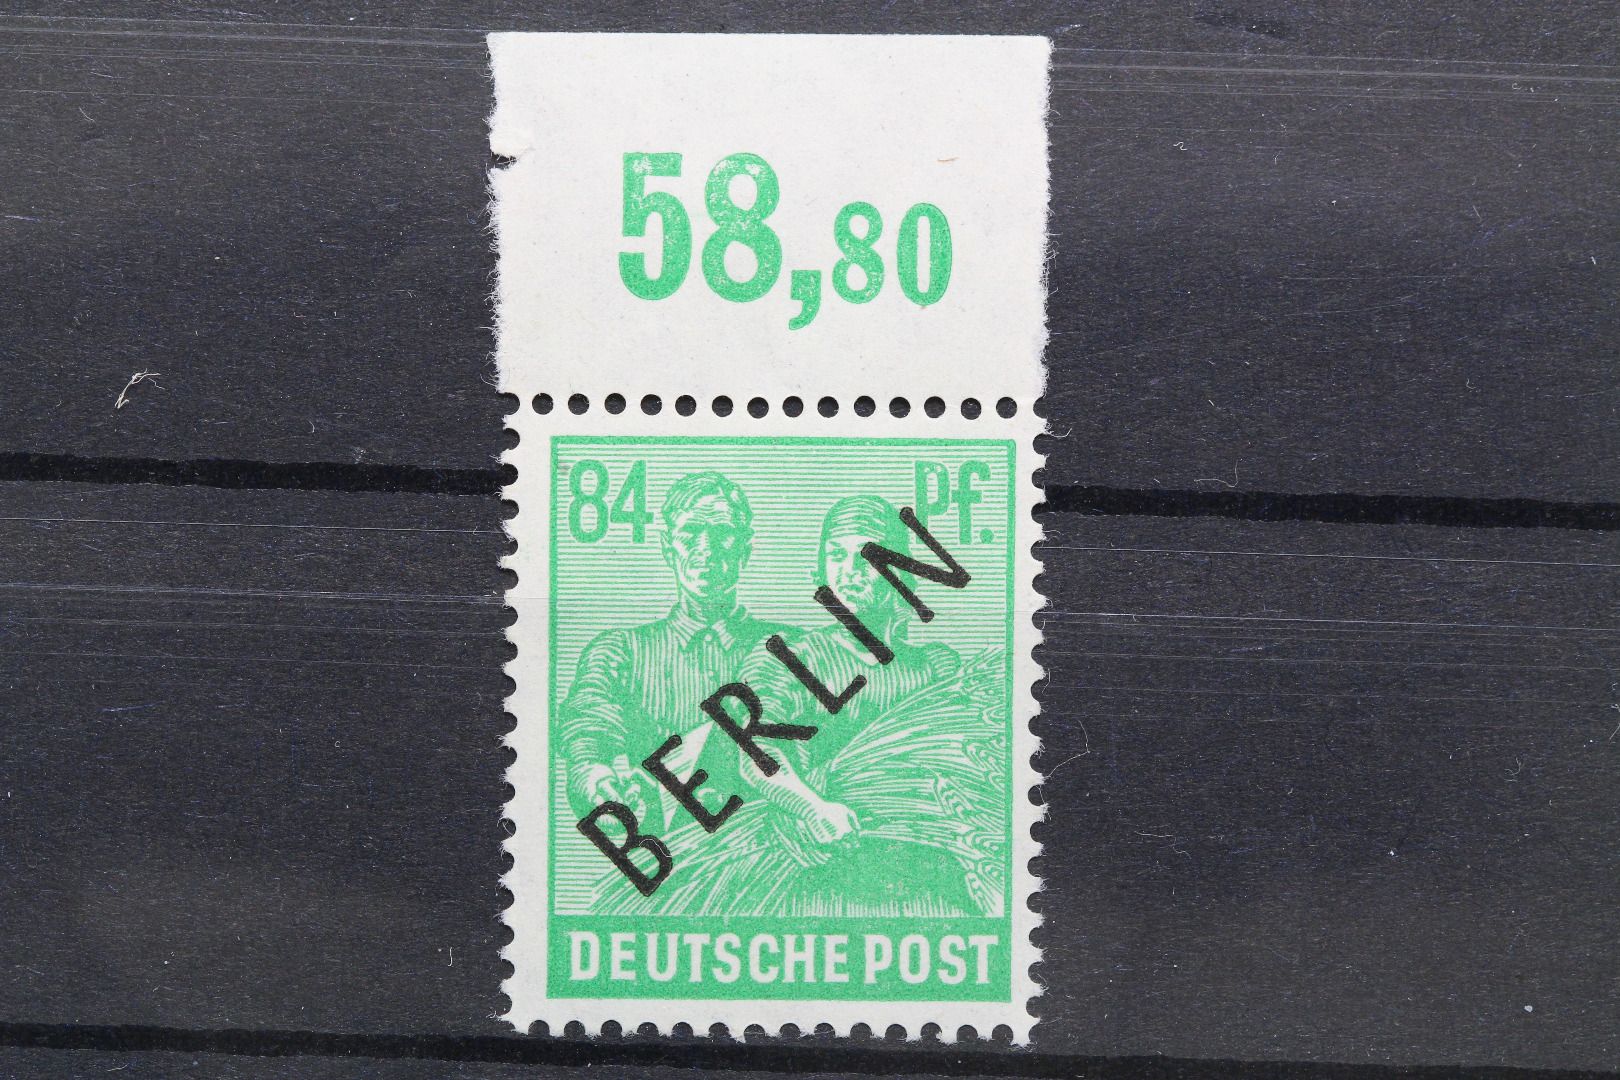 58,80
84 Pf.
BERLIN
DEUTSCHE POST